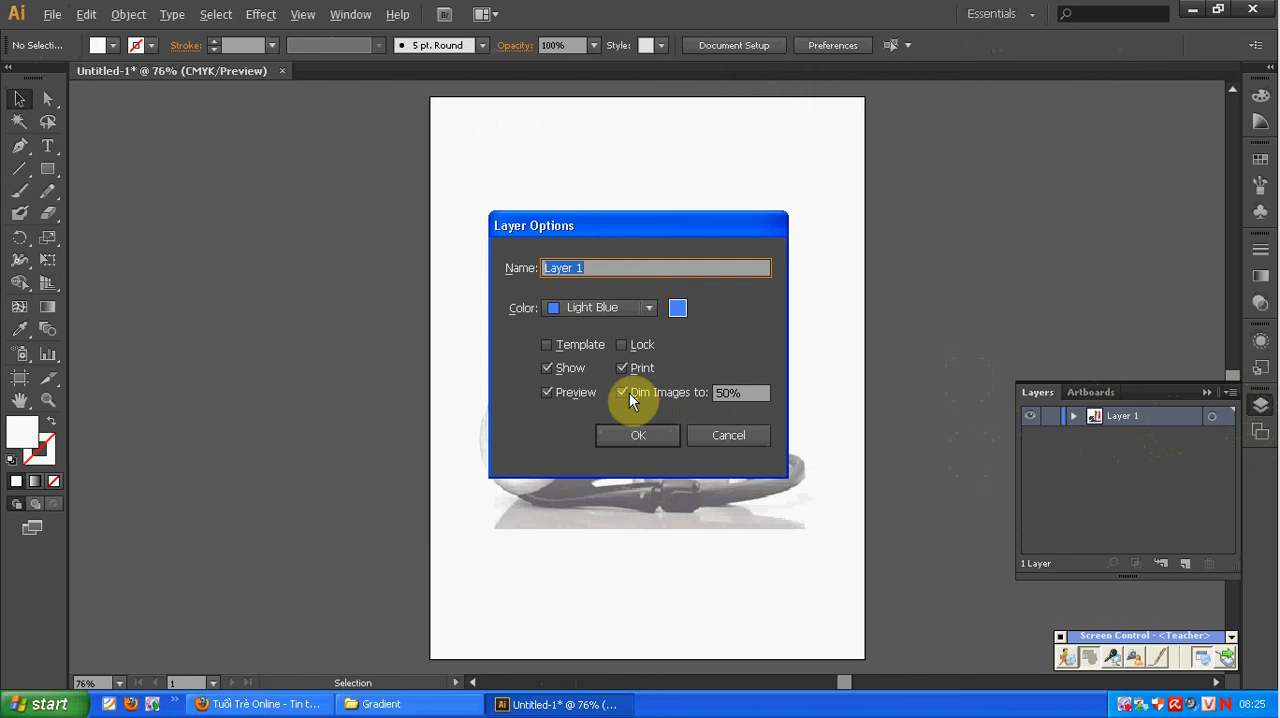 Ai File Edit Object Type Select Effect View Window Help Br Essentials
No Selecti... Stroke: 5 pt. Round Opacity: 100% Style: Document Setup Preferences
Untitled-1* @ 76% (CMYK/Preview)
Layer Options
Name: Layer 1
Color: Light Blue
Template Lock
Show Print
Preview Dim Images to: 50%
OK Cancel
Layers Artboards
Layer 1
1 Layer
Screen Control - <Teacher>
76% 1 Selection
start Tuổi Trẻ Online - Tin t... Gradient Untitled-1* @ 76% (... 08:25